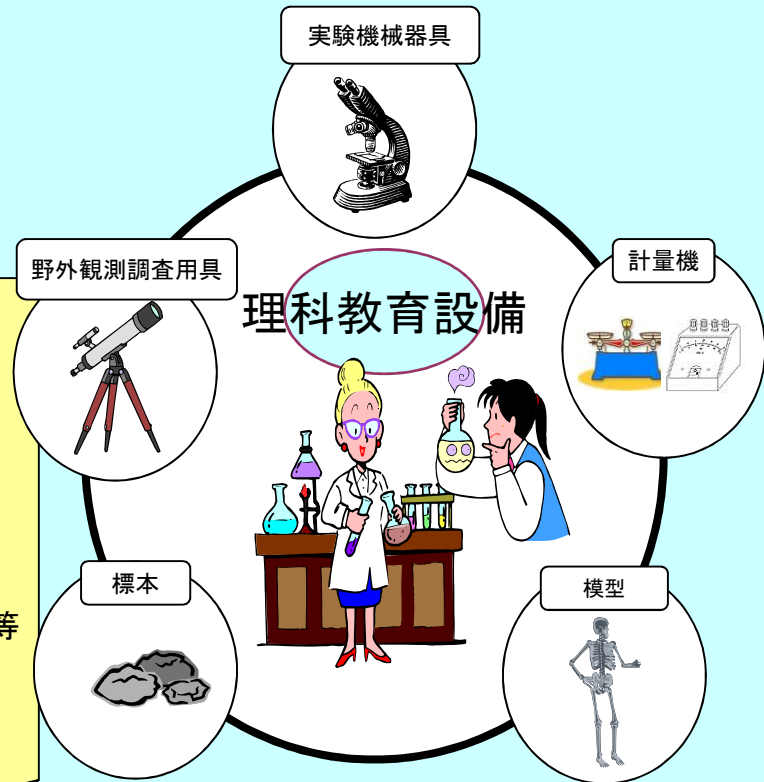 実験機械器具
野外観測調査用具
計量機
理科教育設備
標本
模型
等